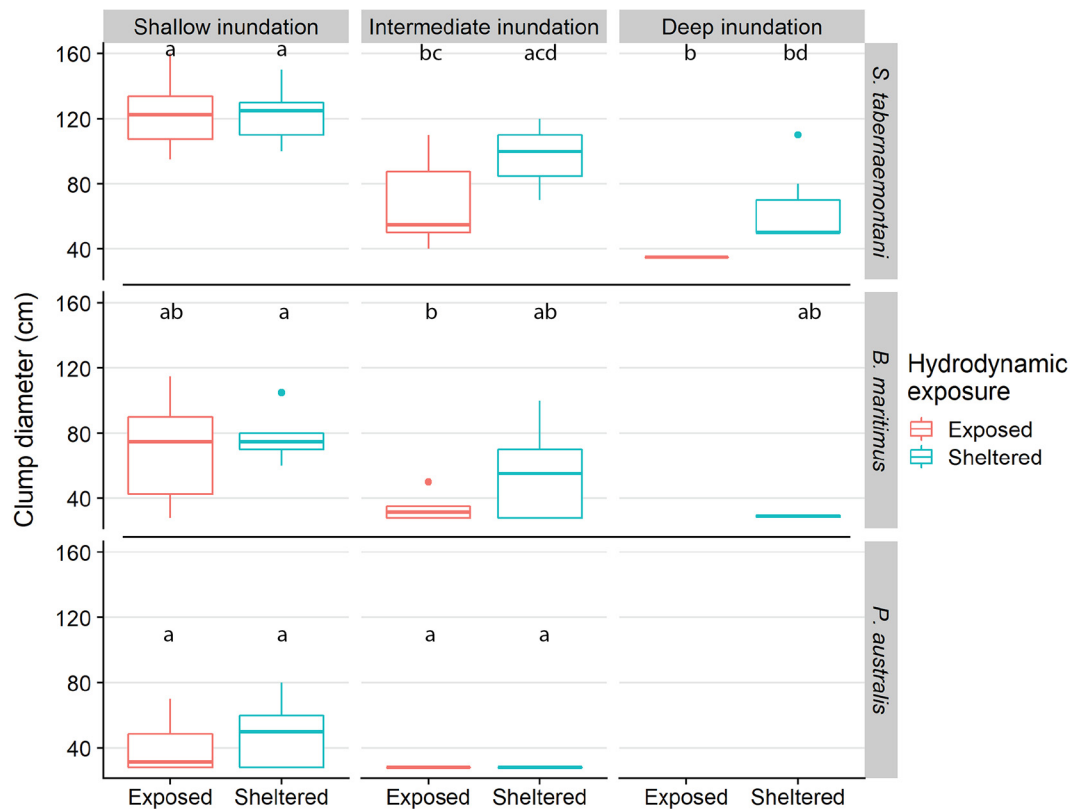 Shallow inundation Intermediate inundation Deep inundation
a a bc acd b bd
160
120
80
40
S. tabernaemontani
ab a b ab ab
160
120
80
40
B. maritimus
a a a a
160
120
80
40
P. australis
Clump diameter (cm)
Exposed Sheltered Exposed Sheltered Exposed Sheltered
Hydrodynamic
exposure
Exposed
Sheltered